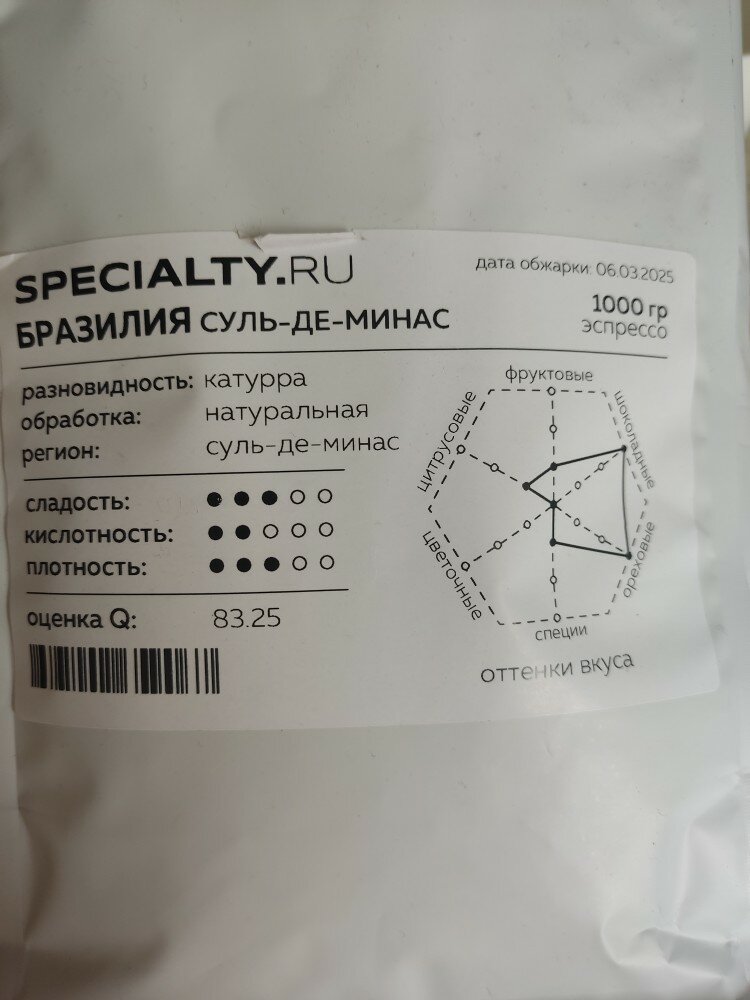 SPECIALTY.RU
дата обжарки: 06.03.2025
БРАЗИЛИЯ СУЛЬ-ДЕ-МИНАС
1000 гр
эспрессо
разновидность: катурра
обработка: натуральная
регион: суль-де-минас
сладость:
кислотность:
плотность:
оценка Q: 83.25
фруктовые
шоколадные
ореховые
специи
цветочные
цитрусовые
оттенки вкуса